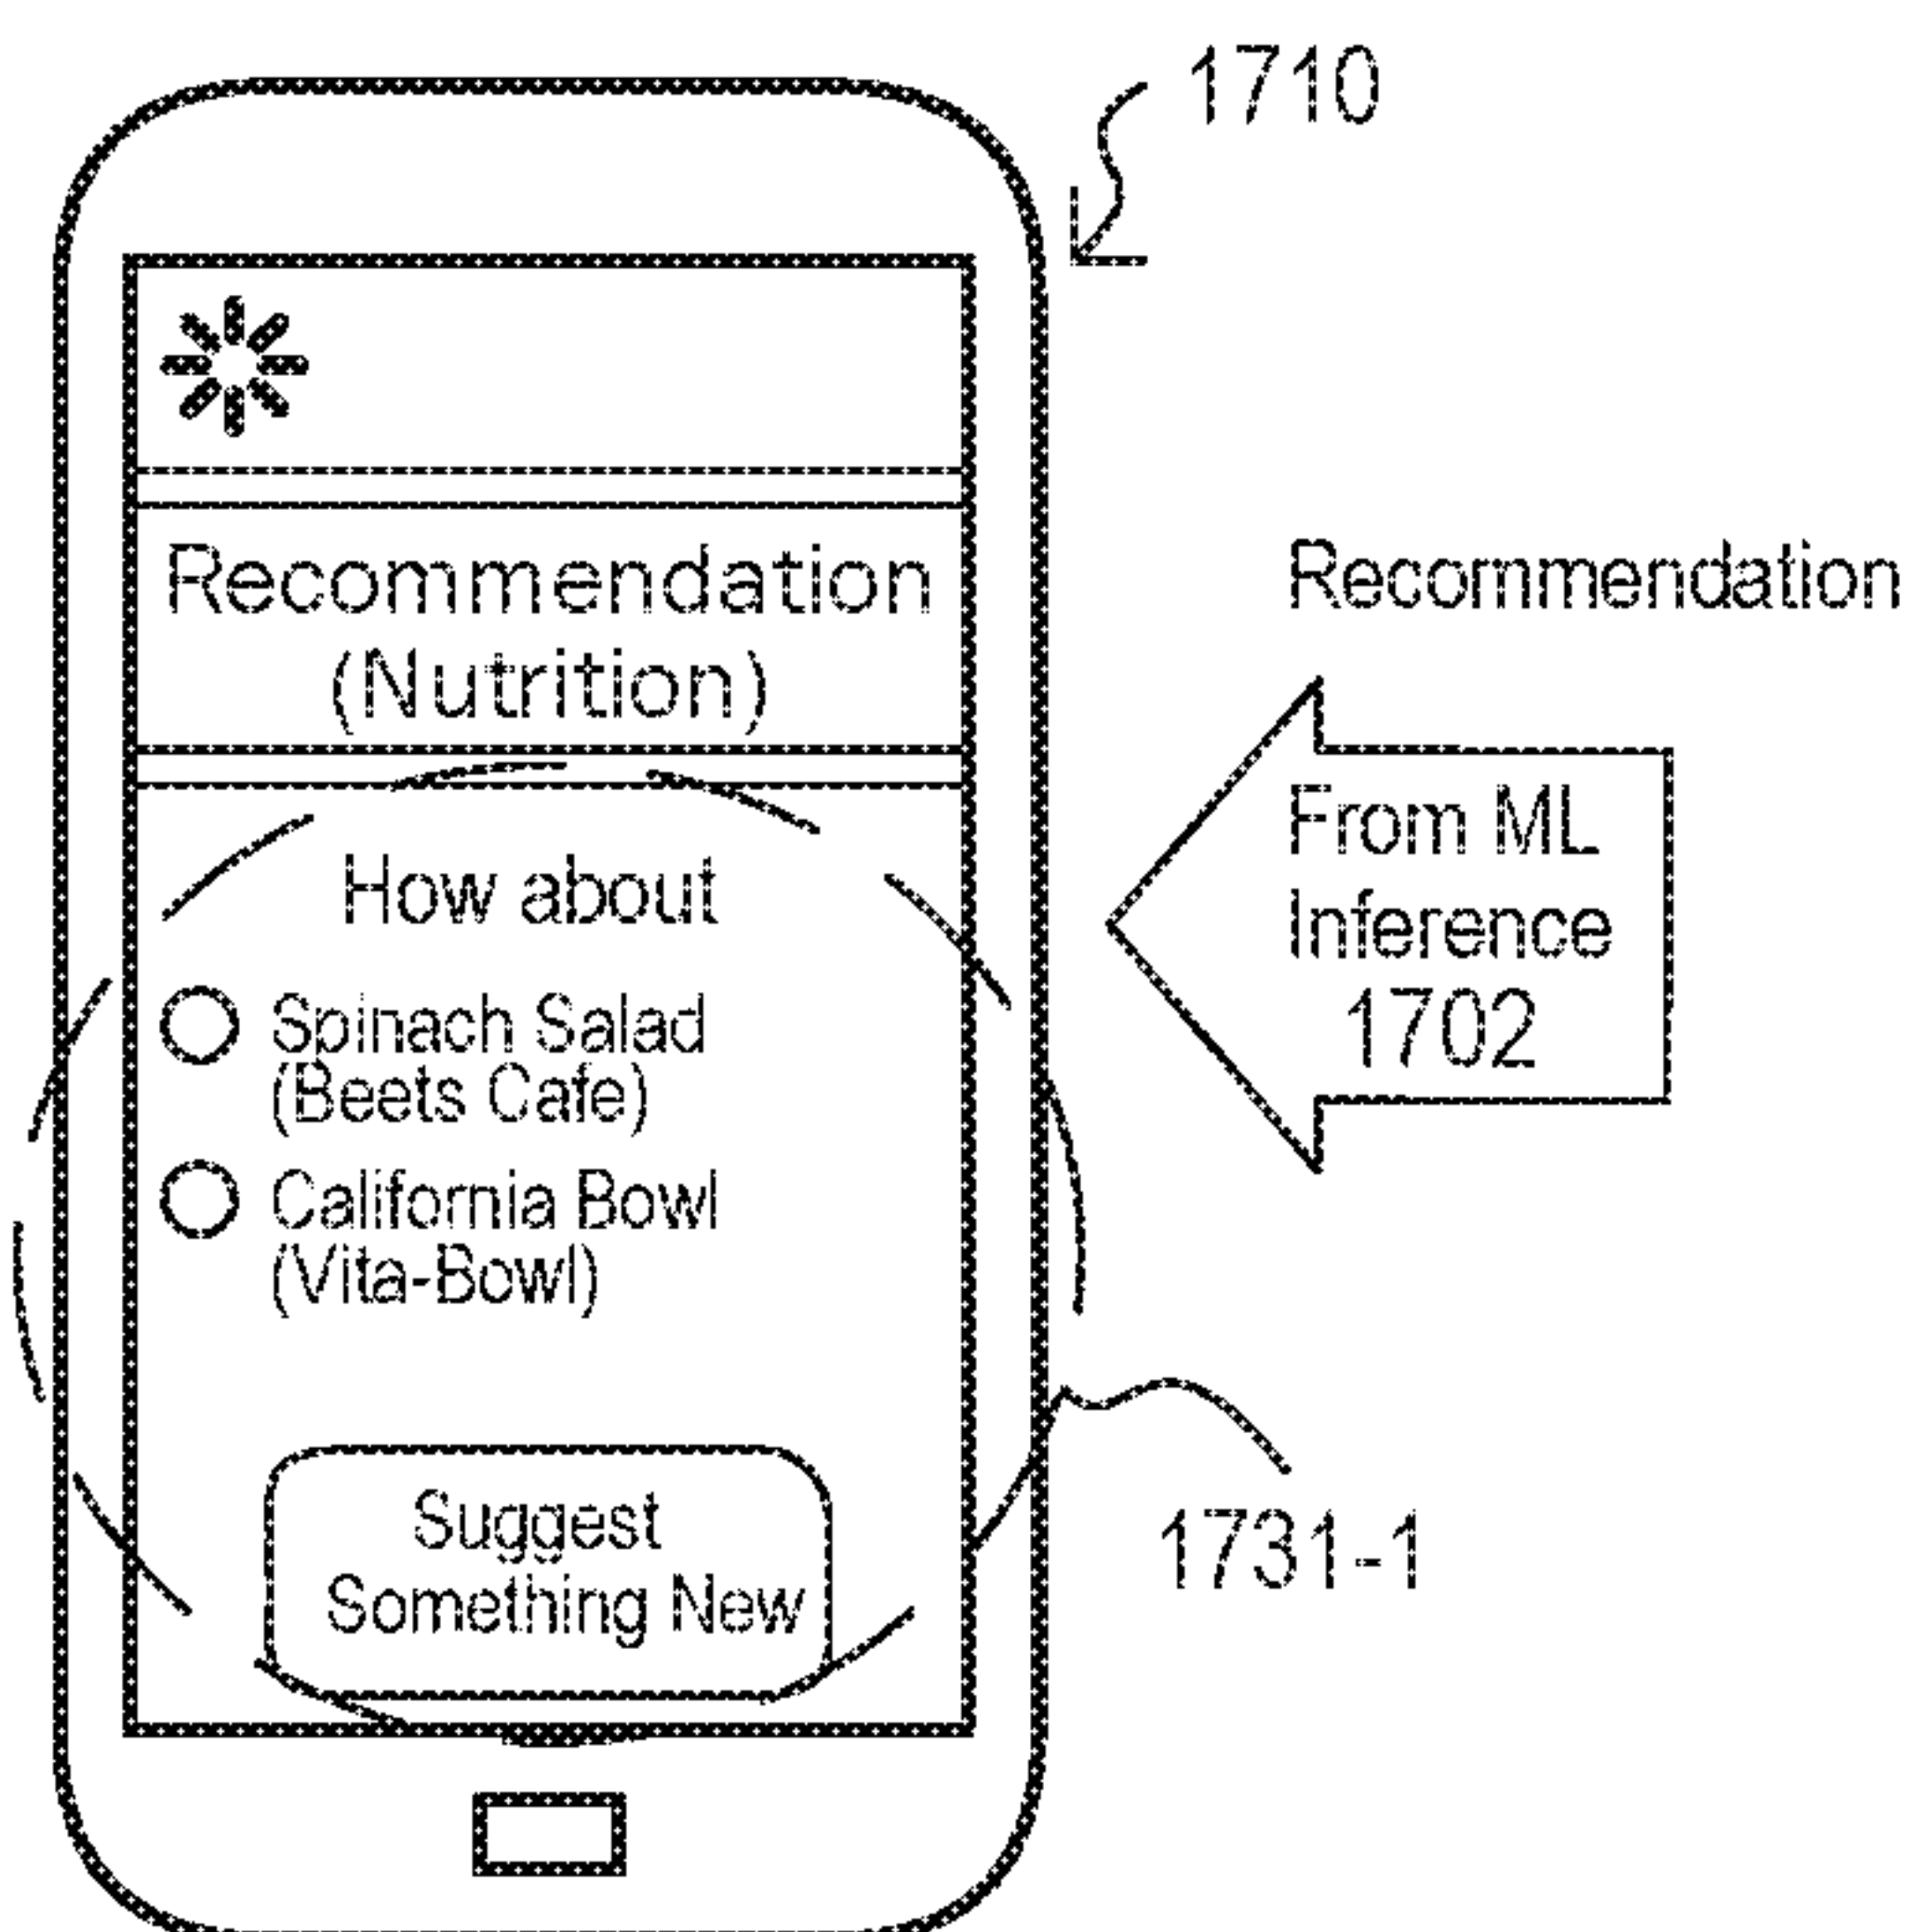 1710
Recommendation
(Nutrition)
How about
Spinach Salad
(Beets Cafe)
California Bowl
(Vita-Bowl)
Suggest
Something New
Recommendation
From ML
Inference
1702
1731-1